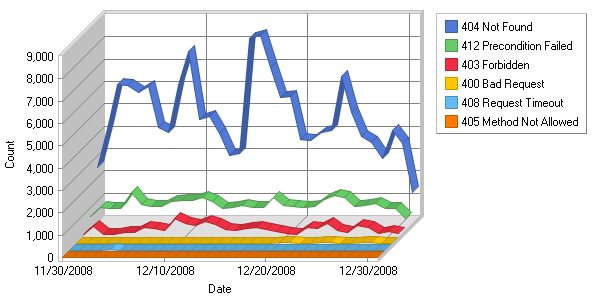 404 Not Found
412 Precondition Failed
403 Forbidden
400 Bad Request
408 Request Timeout
405 Method Not Allowed
9,000
8,000
7,000
6,000
5,000
4,000
3,000
2,000
1,000
0
Count
11/30/2008 12/10/2008 12/20/2008 12/30/2008
Date